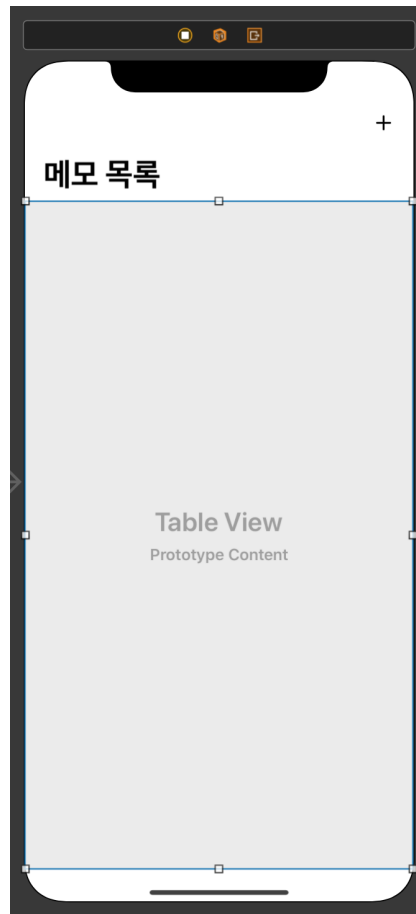 +
메모 목록
Table View
Prototype Content